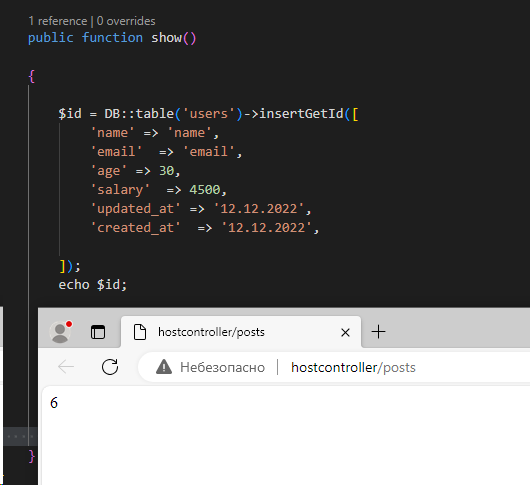 1 reference | 0 overrides
public function show()
{
$id = DB::table('users')->insertGetId([
'name' => 'name',
'email'  => 'email',
'age' => 30,
'salary'  => 4500,
'updated_at' => '12.12.2022',
'created_at'  => '12.12.2022',
]);
echo $id;
hostcontroller/posts
Небезопасно | hostcontroller/posts
6
}